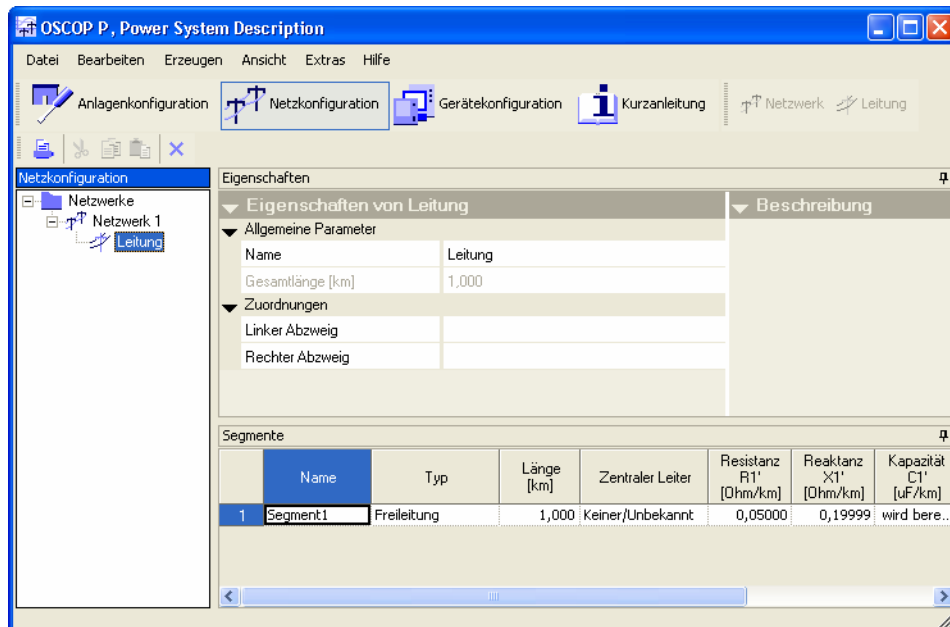 OSCOP P, Power System Description
Datei Bearbeiten Erzeugen Ansicht Extras Hilfe
Anlagenkonfiguration Netzkonfiguration Gerätekonfiguration Kurzanleitung Netzwerk Leitung
Netzkonfiguration
Netzwerke
Netzwerk 1
Leitung
Eigenschaften
Eigenschaften von Leitung Beschreibung
Allgemeine Parameter
Name Leitung
Gesamtlänge [km] 1,000
Zuordnungen
Linker Abzweig
Rechter Abzweig
Segmente
Name Typ Länge [km] Zentraler Leiter Resistanz R1' [Ohm/km] Reaktanz X1' [Ohm/km] Kapazität C1' [uF/km]
1 Segment1 Freileitung 1,000 Keiner/Unbekannt 0,05000 0,19999 wird bere...